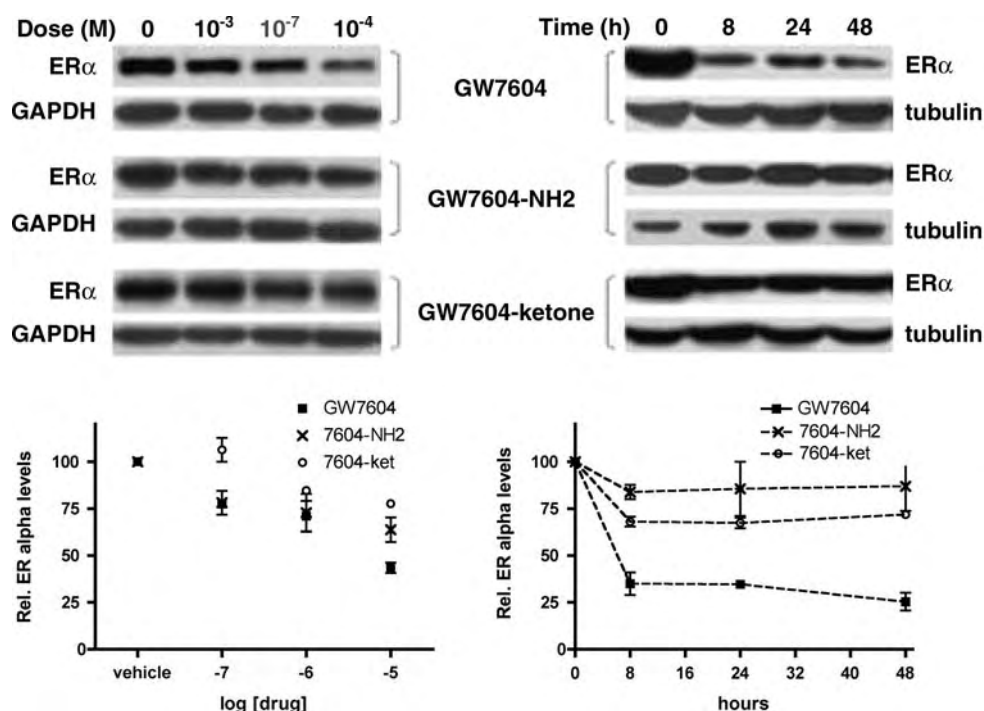 Dose (M) 0 10⁻³ 10⁻⁷ 10⁻⁴
ERα
GAPDH
GW7604
ERα
GAPDH
GW7604-NH2
ERα
GAPDH
GW7604-ketone
Time (h) 0 8 24 48
ERα
tubulin
ERα
tubulin
ERα
tubulin
GW7604
7604-NH2
7604-ket
Rel. ER alpha levels
100
75
50
25
vehicle -7 -6 -5
log [drug]
GW7604
7604-NH2
7604-ket
Rel. ER alpha levels
100
75
50
25
0
0 8 16 24 32 40 48
hours